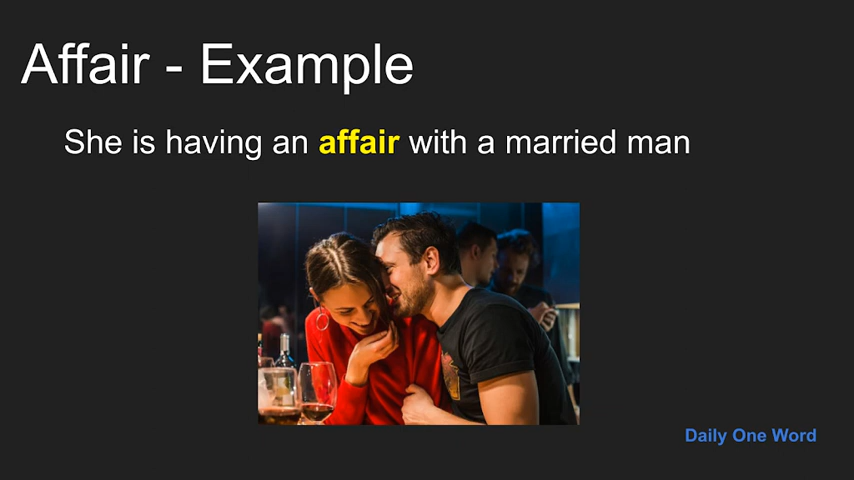 Affair - Example
She is having an affair with a married man
Daily One Word